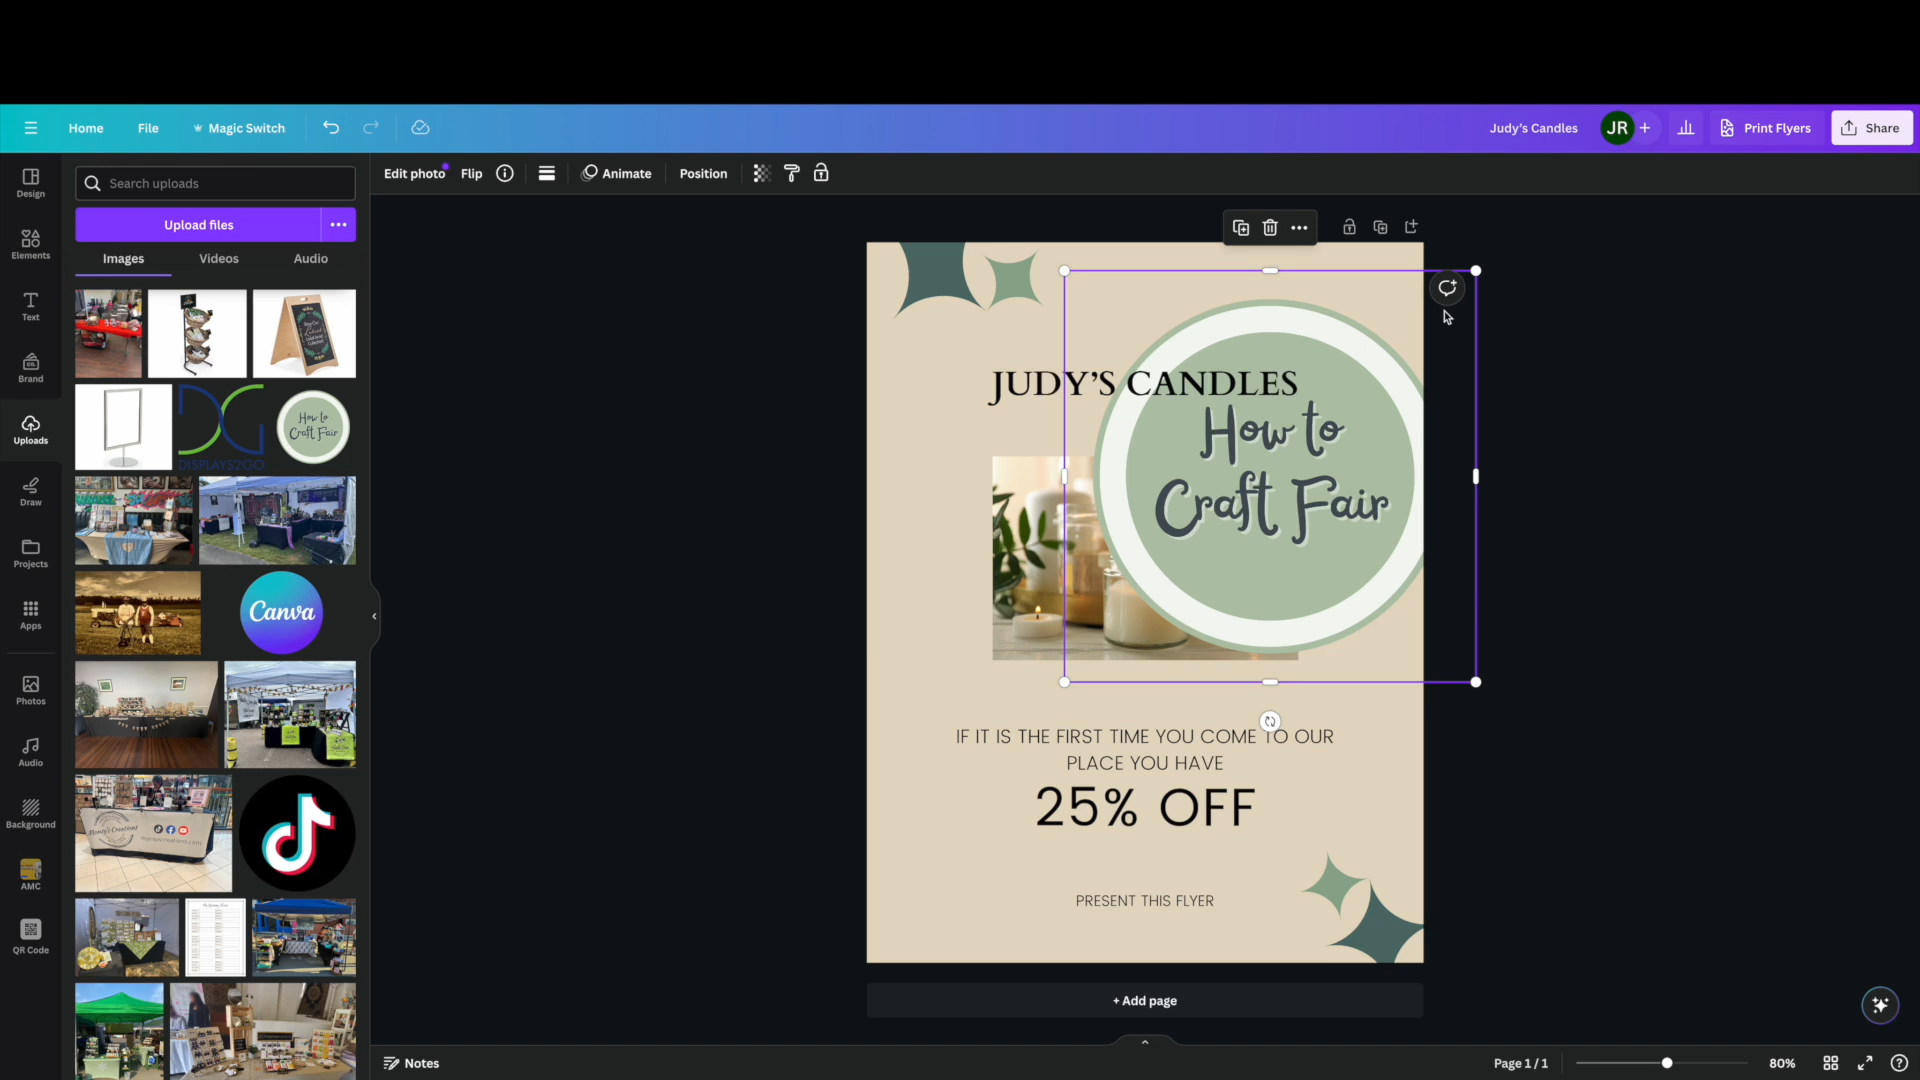 Home File Magic Switch Judy's Candles JR + Print Flyers Share
Edit photo Flip Animate Position
Search uploads
Upload files
Images Videos Audio
Design
Elements
Text
Brand
Uploads
Draw
Projects
Apps
Photos
Audio
Background
AMC
QR Code
DG
DISPLAYS2GO
How to
Craft Fair
Canva
JUDY'S CANDLES
How to
Craft Fair
IF IT IS THE FIRST TIME YOU COME TO OUR
PLACE YOU HAVE
25% OFF
PRESENT THIS FLYER
+ Add page
Notes
Page 1 / 1
80%